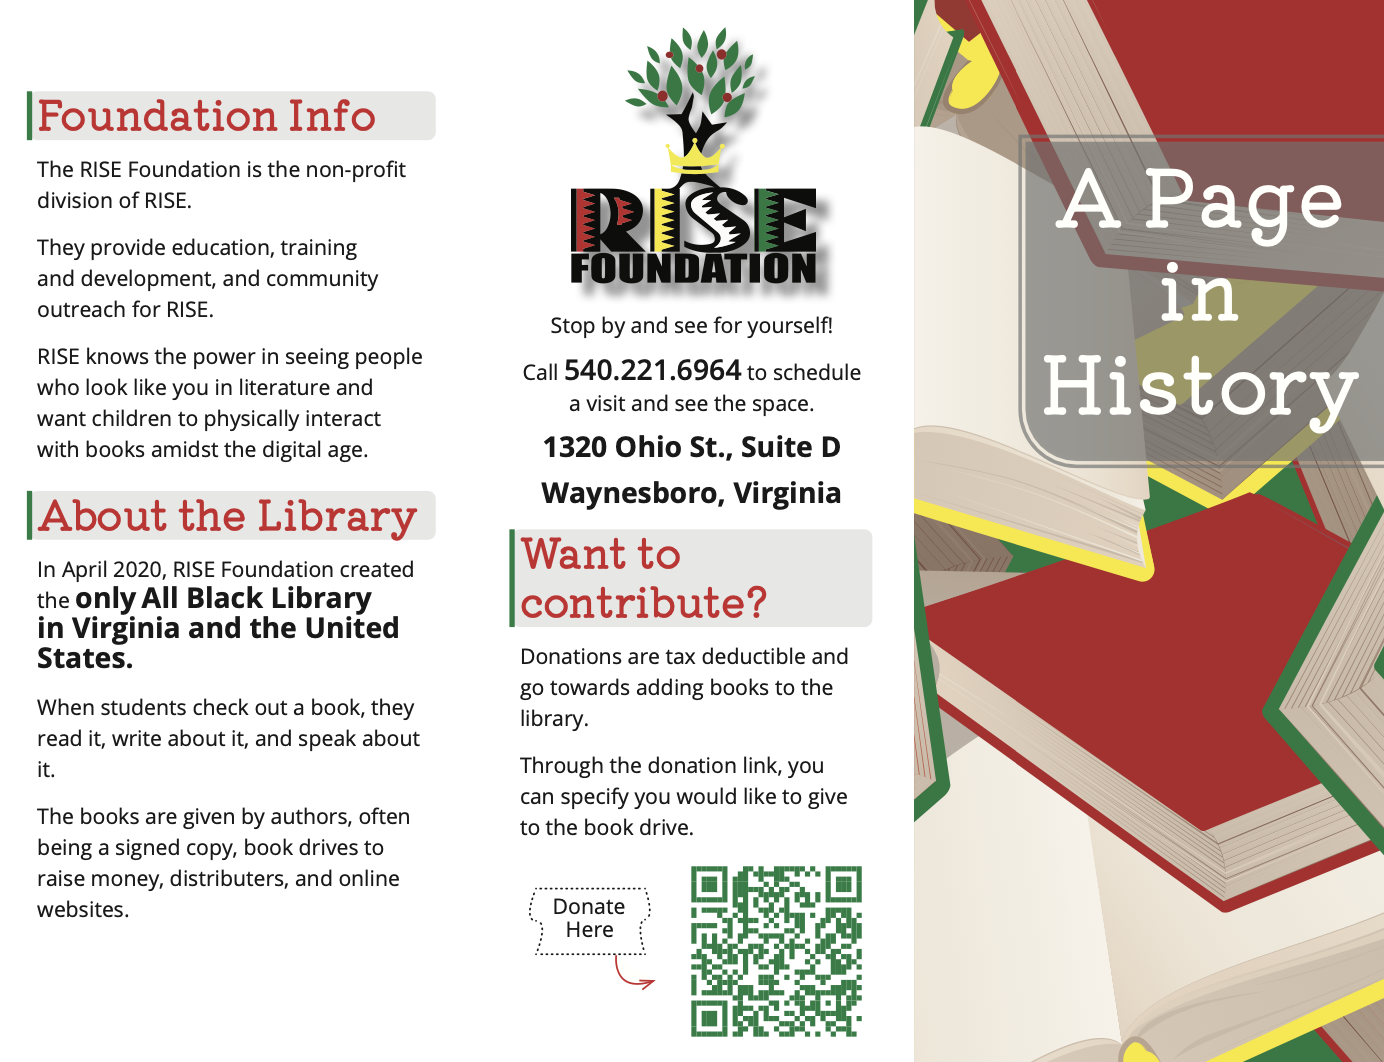 Foundation Info
The RISE Foundation is the non-profit
division of RISE.
They provide education, training
and development, and community
outreach for RISE.
RISE knows the power in seeing people
who look like you in literature and
want children to physically interact
with books amidst the digital age.
About the Library
In April 2020, RISE Foundation created
the only All Black Library
in Virginia and the United
States.
When students check out a book, they
read it, write about it, and speak about
it.
The books are given by authors, often
being a signed copy, book drives to
raise money, distributers, and online
websites.
RISE
FOUNDATION
Stop by and see for yourself!
Call 540.221.6964 to schedule
a visit and see the space.
1320 Ohio St., Suite D
Waynesboro, Virginia
Want to
contribute?
Donations are tax deductible and
go towards adding books to the
library.
Through the donation link, you
can specify you would like to give
to the book drive.
Donate
Here
A Page
in
History